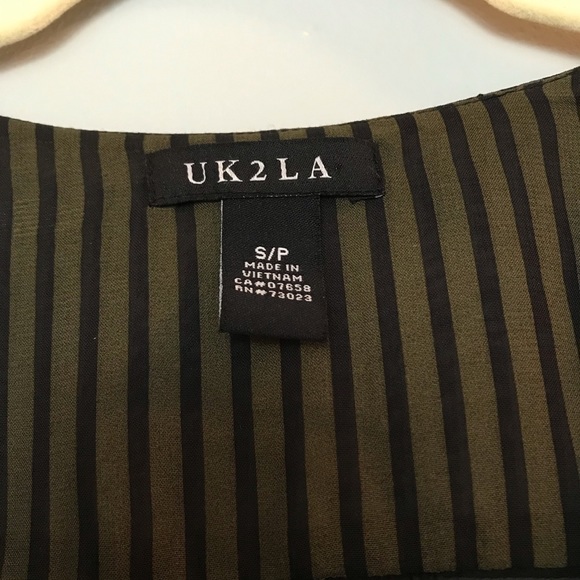 UK2LA
S/P
MADE IN
VIETNAM
CA#07658
RN#73023